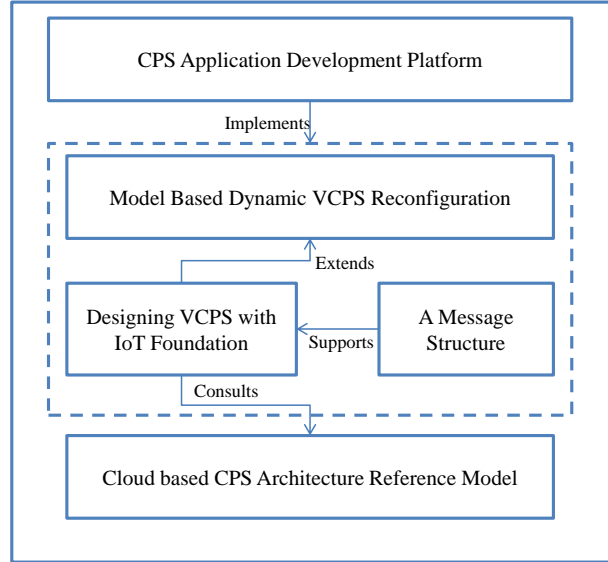 CPS Application Development Platform
Implements
Model Based Dynamic VCPS Reconfiguration
Extends
Designing VCPS with
IoT Foundation
Supports
A Message
Structure
Consults
Cloud based CPS Architecture Reference Model